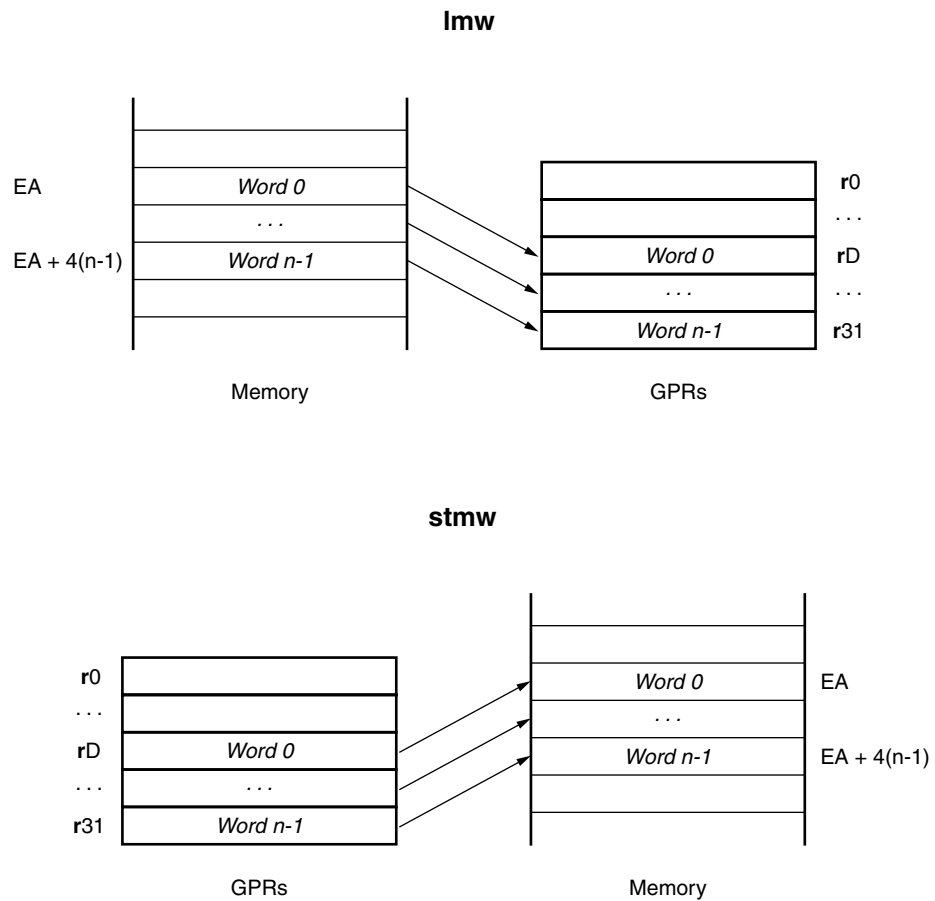 lmw
EA
Word 0
. . .
EA + 4(n-1)
Word n-1
r0
. . .
Word 0
rD
. . .
. . .
Word n-1
r31
Memory
GPRs
stmw
r0
. . .
rD
Word 0
. . .
. . .
r31
Word n-1
Word 0
EA
. . .
Word n-1
EA + 4(n-1)
GPRs
Memory